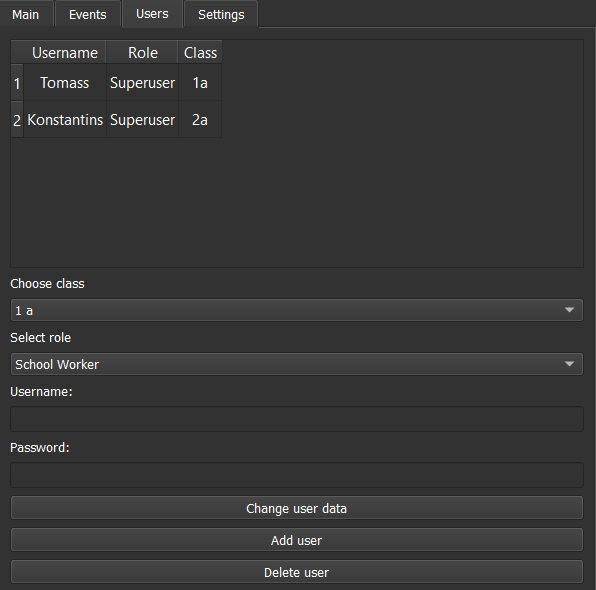 Main Events Users Settings
Username Role Class
1 Tomass Superuser 1a
2 Konstantins Superuser 2a
Choose class
1 a
Select role
School Worker
Username:
Password:
Change user data
Add user
Delete user